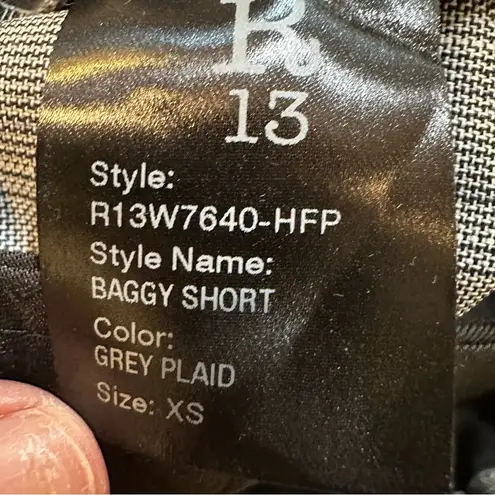 R
13
Style:
R13W7640-HFP
Style Name:
BAGGY SHORT
Color:
GREY PLAID
Size: XS